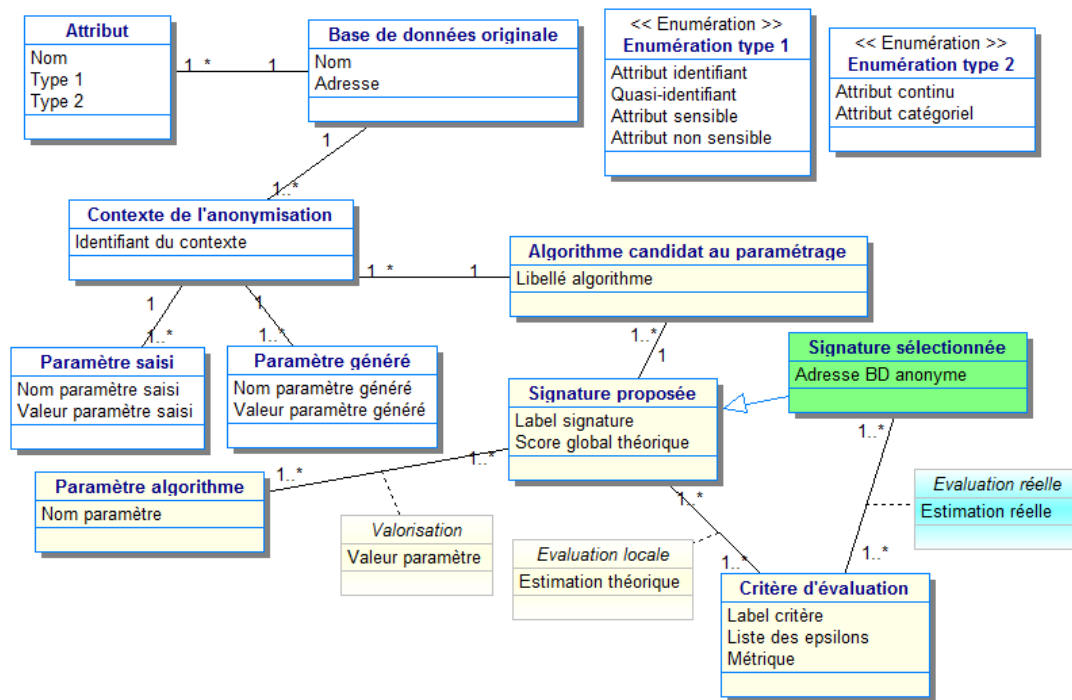 Attribut
Nom
Type 1
Type 2
1..*
1
Base de données originale
Nom
Adresse
<< Enumération >>
Enumération type 1
Attribut identifiant
Quasi-identifiant
Attribut sensible
Attribut non sensible
<< Enumération >>
Enumération type 2
Attribut continu
Attribut catégoriel
1
1..*
Contexte de l'anonymisation
Identifiant du contexte
1..*
1
Algorithme candidat au paramétrage
Libellé algorithme
1
1..*
1
1..*
1..*
1
Paramètre saisi
Nom paramètre saisi
Valeur paramètre saisi
Paramètre généré
Nom paramètre généré
Valeur paramètre généré
Signature proposée
Label signature
Score global théorique
Signature sélectionnée
Adresse BD anonyme
1..*
1..*
Paramètre algorithme
Nom paramètre
Valorisation
Valeur paramètre
1..*
1..*
Evaluation locale
Estimation théorique
1..*
1..*
Evaluation réelle
Estimation réelle
Critère d'évaluation
Label critère
Liste des epsilons
Métrique